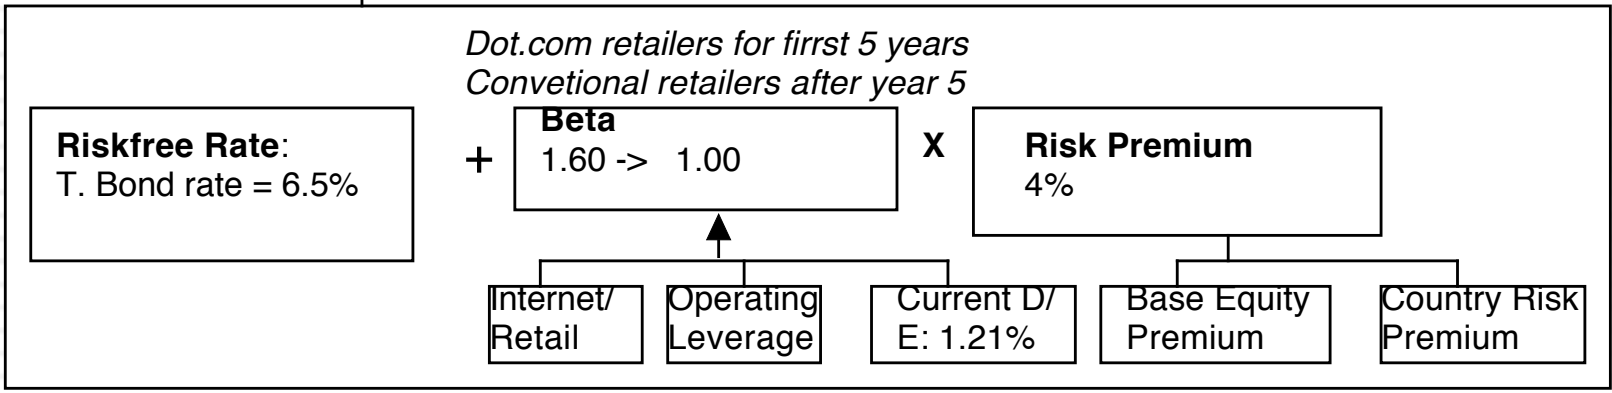 Dot.com retailers for firrst 5 years
Convetional retailers after year 5
Riskfree Rate:
T. Bond rate = 6.5%
+
Beta
1.60 -> 1.00
X
Risk Premium
4%
Internet/
Retail
Operating
Leverage
Current D/
E: 1.21%
Base Equity
Premium
Country Risk
Premium